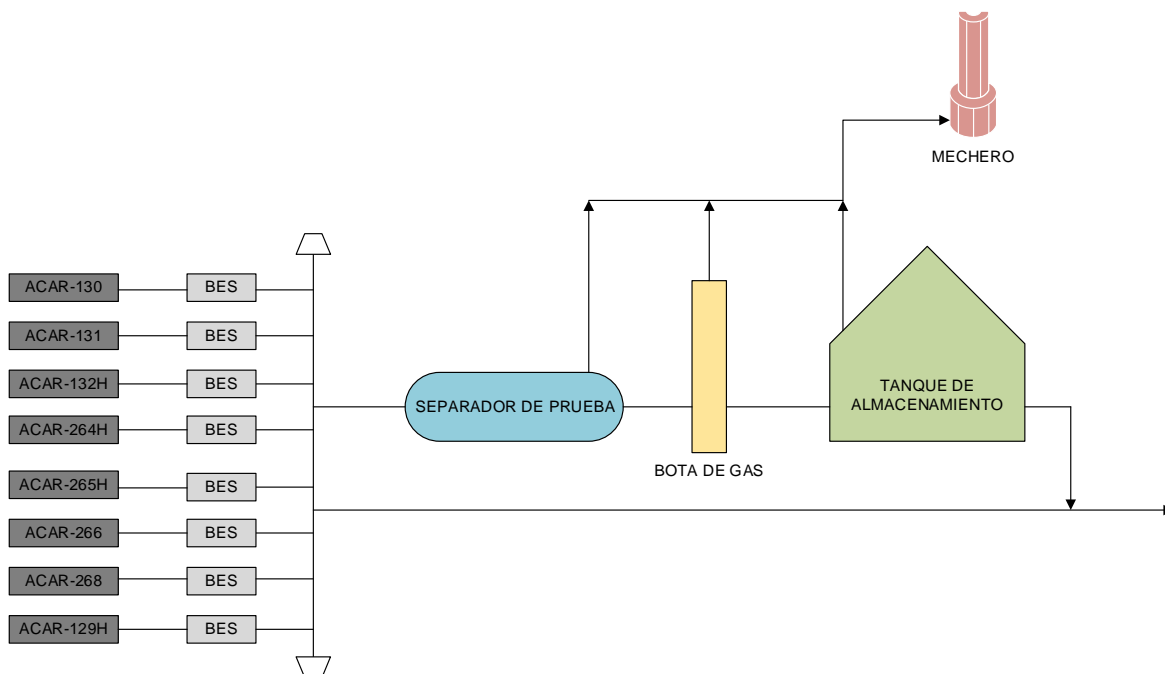 MECHERO
ACAR-130 BES
ACAR-131 BES
ACAR-132H BES
SEPARADOR DE PRUEBA
TANQUE DE
ALMACENAMIENTO
ACAR-264H BES
BOTA DE GAS
ACAR-265H BES
ACAR-266 BES
ACAR-268 BES
ACAR-129H BES